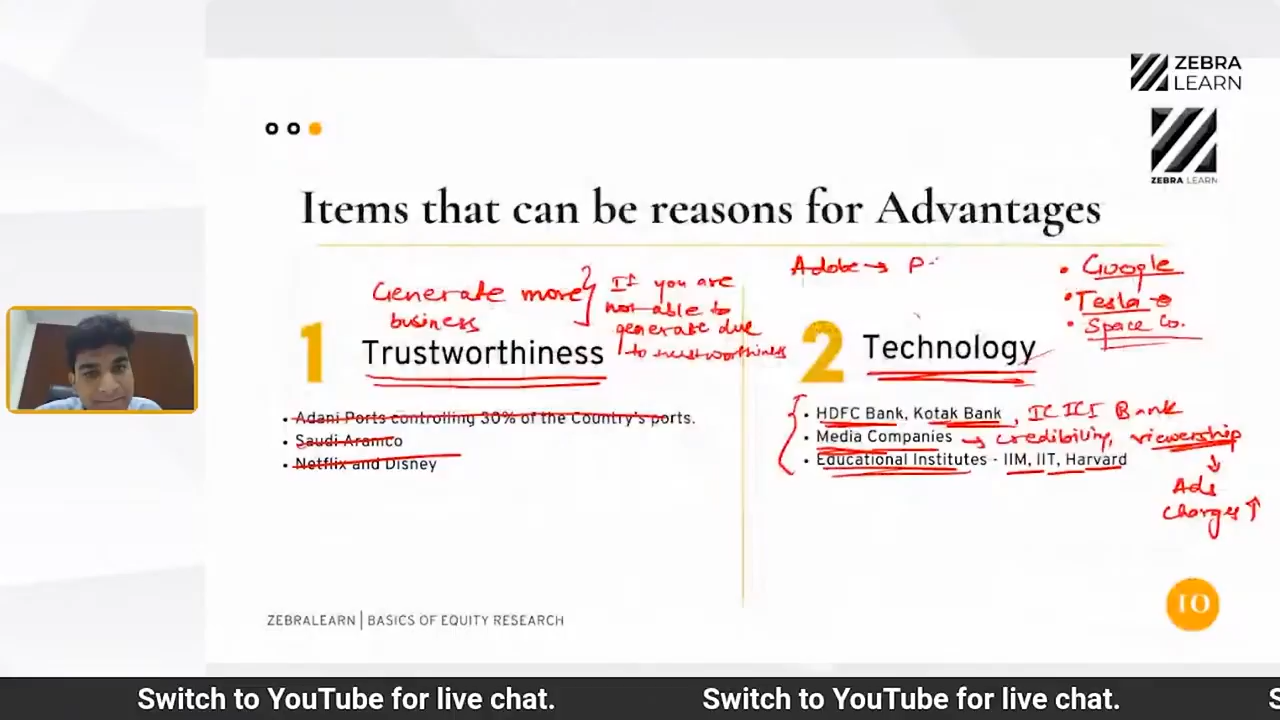 ZEBRA
LEARN
ZEBRA LEARN
Items that can be reasons for Advantages
Adobe → P
• Google
• Tesla
• Space Co.
Generate more
business
If you are
not able to
generate due
to trustworthiness
1
Trustworthiness
• Adani Ports controlling 30% of the Country's ports.
• Saudi Aramco
• Netflix and Disney
2
Technology
• HDFC Bank, Kotak Bank, ICICI Bank
• Media Companies → credibility, viewership
• Educational Institutes - IIM, IIT, Harvard
↓
Ads
charges ↑
ZEBRALEARN | BASICS OF EQUITY RESEARCH
10
Switch to YouTube for live chat. Switch to YouTube for live chat. S